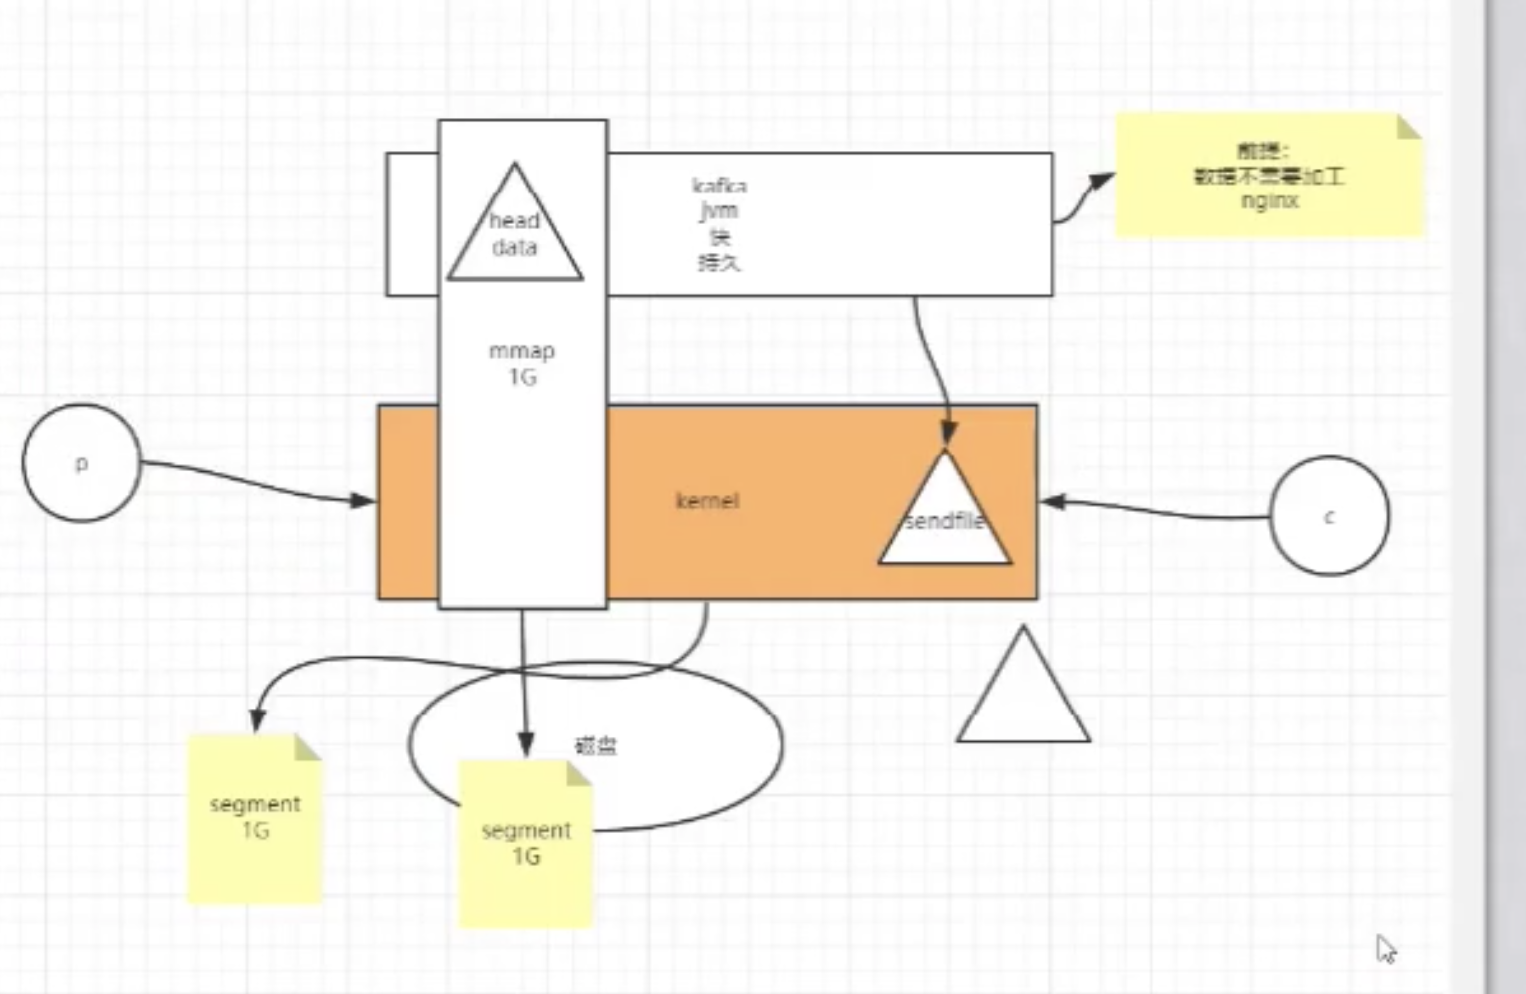 前提：
数据不需要加工
nginx
kafka
jvm
快
持久
head
data
mmap
1G
p
kernel
sendfile
c
磁盘
segment
1G
segment
1G